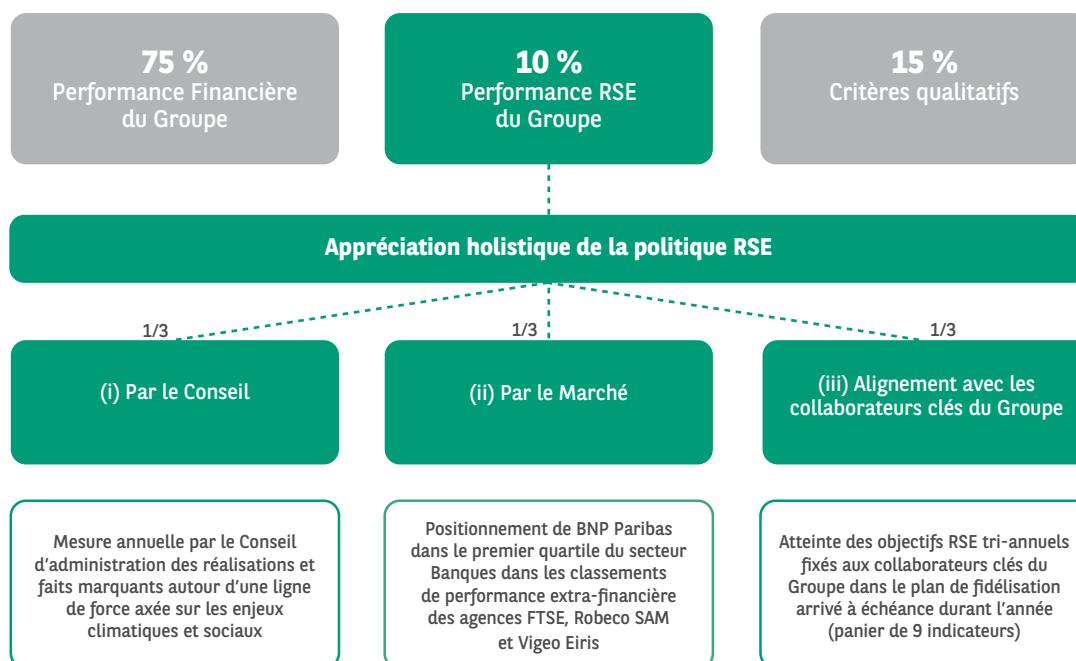 75 %
Performance Financière
du Groupe
10 %
Performance RSE
du Groupe
15 %
Critères qualitatifs
Appréciation holistique de la politique RSE
1/3
1/3
1/3
(i) Par le Conseil
(ii) Par le Marché
(iii) Alignement avec les
collaborateurs clés du Groupe
Mesure annuelle par le Conseil
d’administration des réalisations et
faits marquants autour d’une ligne
de force axée sur les enjeux
climatiques et sociaux
Positionnement de BNP Paribas
dans le premier quartile du secteur
Banques dans les classements
de performance extra-financière
des agences FTSE, Robeco SAM
et Vigeo Eiris
Atteinte des objectifs RSE tri-annuels
fixés aux collaborateurs clés du
Groupe dans le plan de fidélisation
arrivé à échéance durant l’année
(panier de 9 indicateurs)